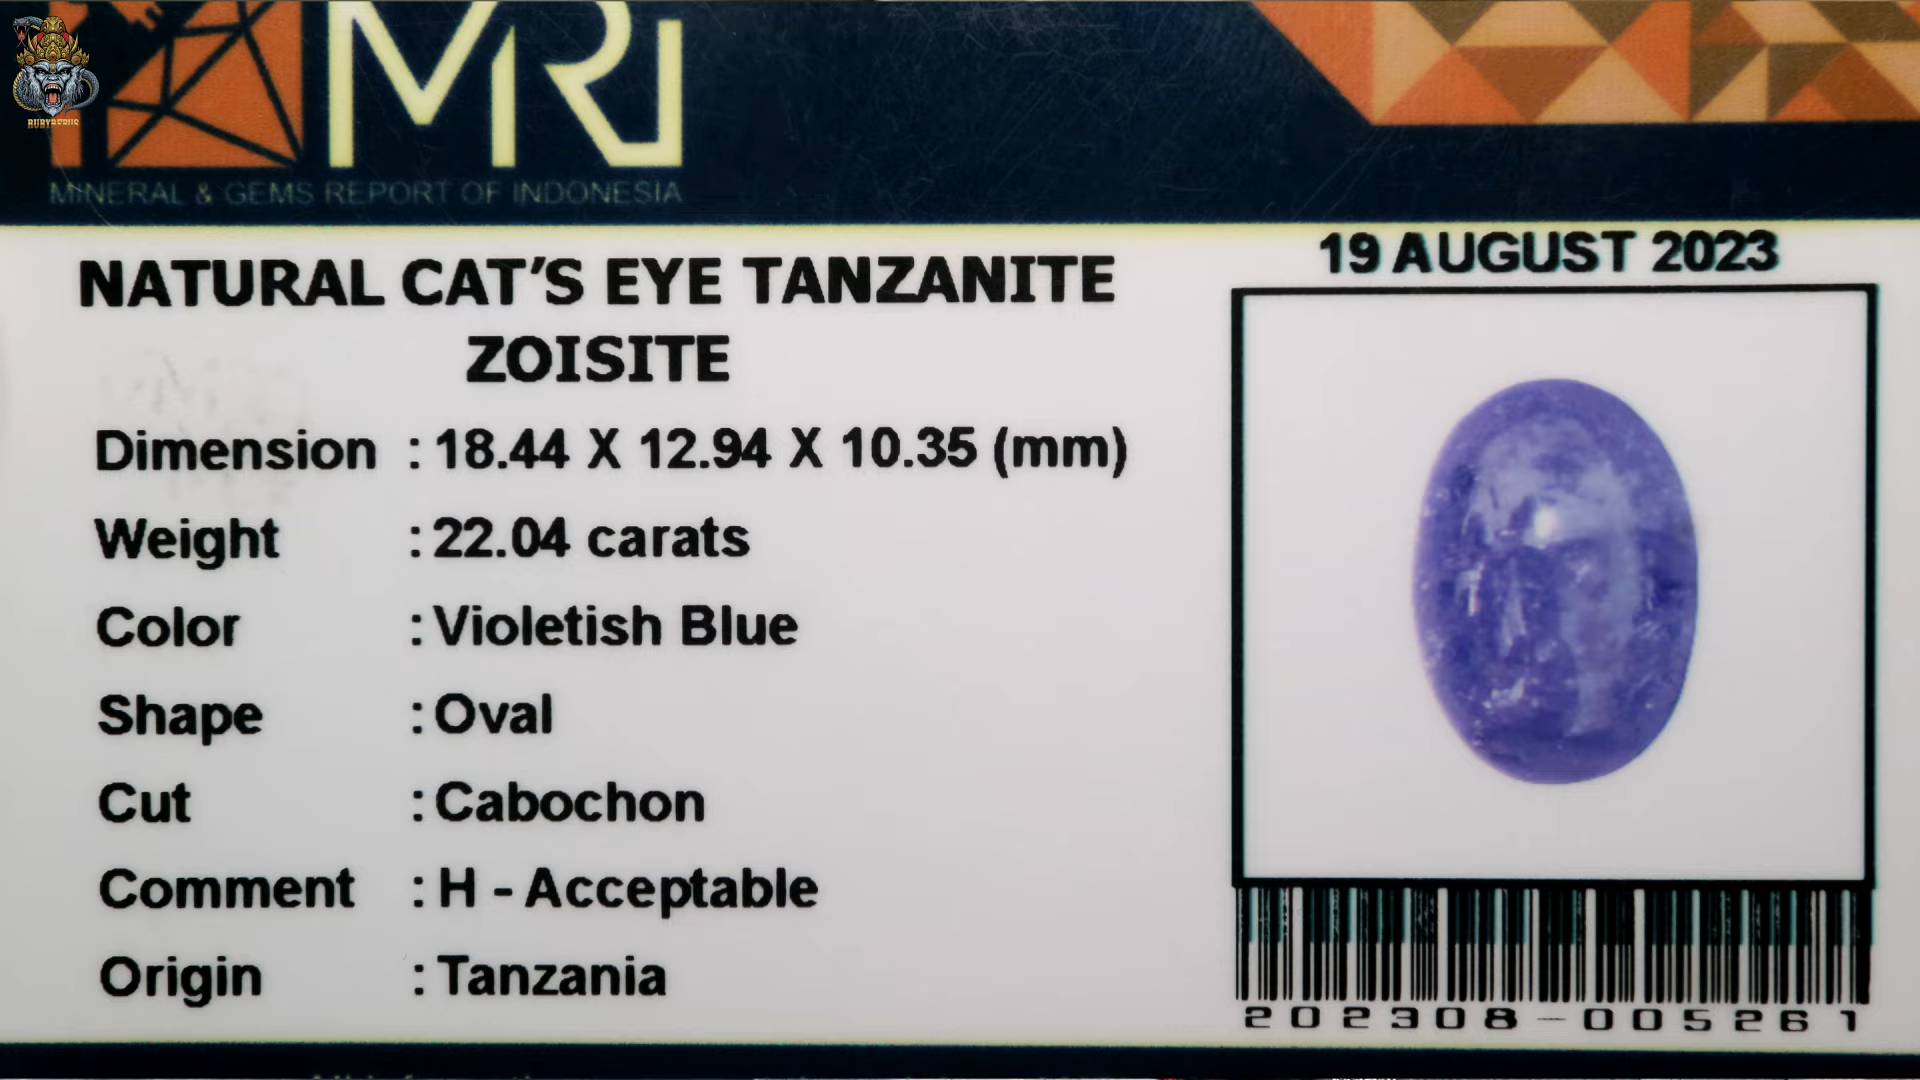 MRI
MINERAL & GEMS REPORT OF INDONESIA
RUBYREBUS
19 AUGUST 2023
NATURAL CAT'S EYE TANZANITE
ZOISITE
Dimension : 18.44 X 12.94 X 10.35 (mm)
Weight : 22.04 carats
Color : Violetish Blue
Shape : Oval
Cut : Cabochon
Comment : H - Acceptable
Origin : Tanzania
202308-005261